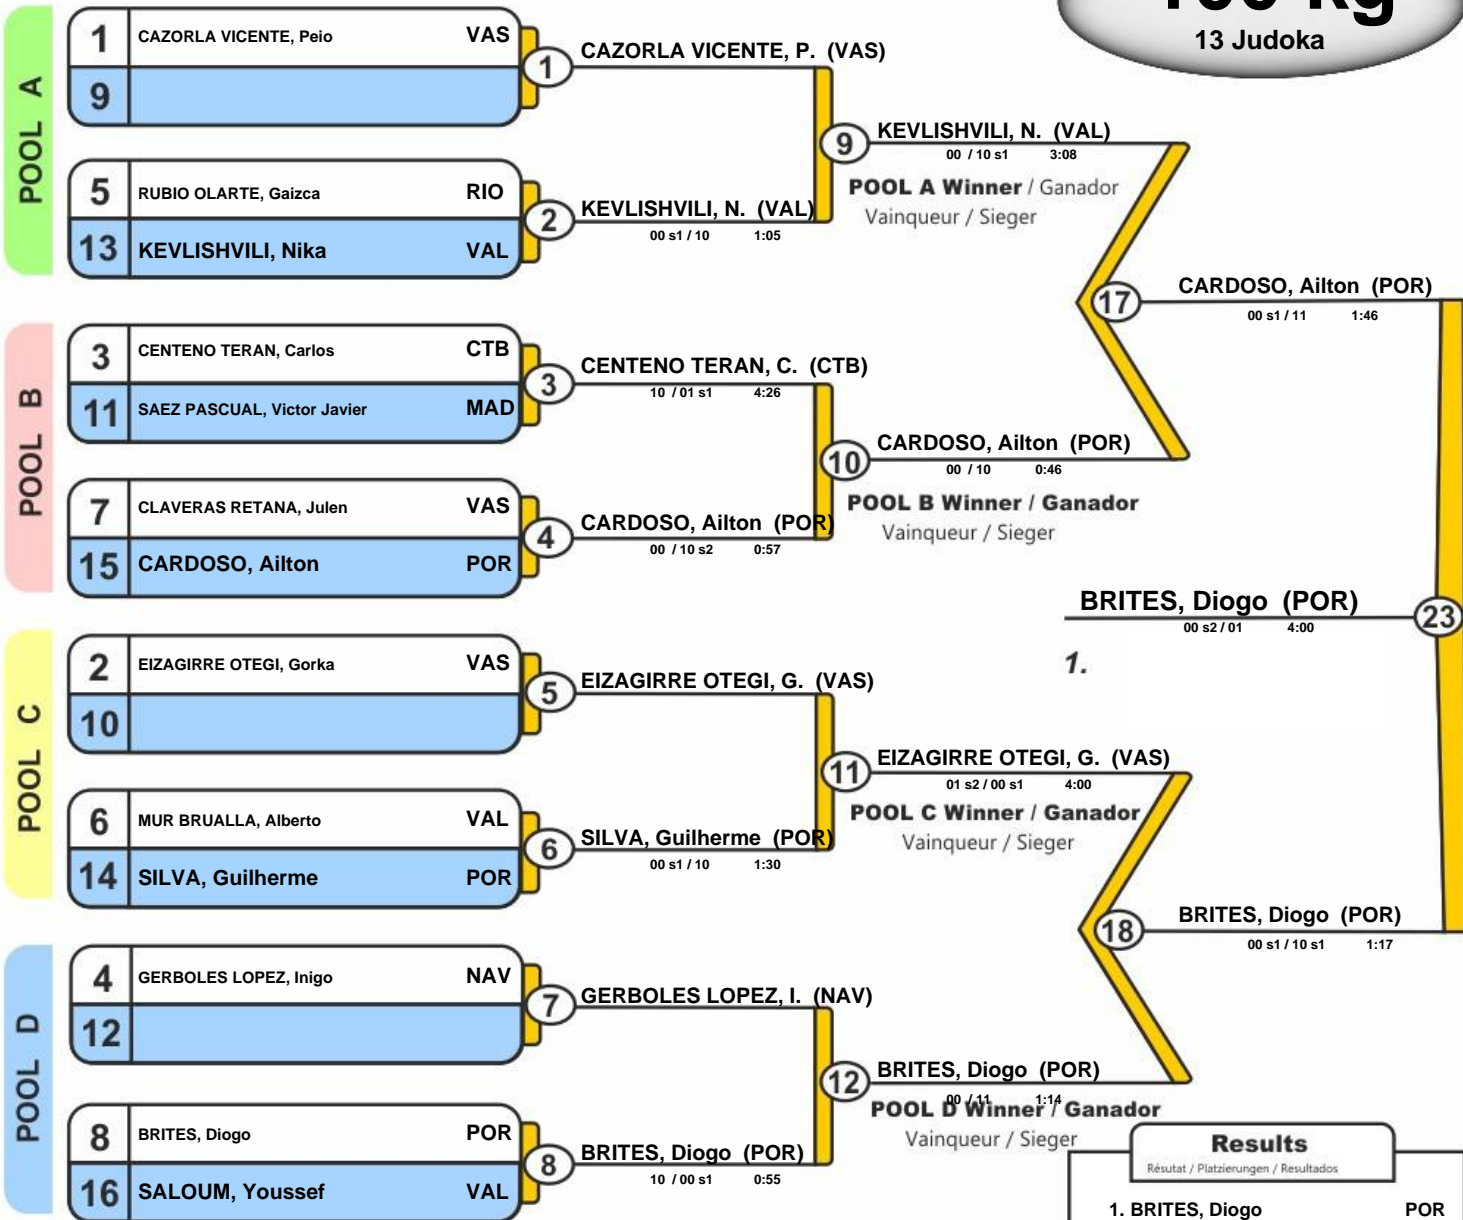 13 Judoka
POOL A
1 CAZORLA VICENTE, Peio VAS
9
1
CAZORLA VICENTE, P. (VAS)
5 RUBIO OLARTE, Gaizca RIO
13 KEVLISHVILI, Nika VAL
2
KEVLISHVILI, N. (VAL)
00 s1 / 10 1:05
9
KEVLISHVILI, N. (VAL)
00 / 10 s1 3:08
POOL A Winner / Ganador
Vainqueur / Sieger
POOL B
3 CENTENO TERAN, Carlos CTB
11 SAEZ PASCUAL, Victor Javier MAD
3
CENTENO TERAN, C. (CTB)
10 / 01 s1 4:26
7 CLAVERAS RETANA, Julen VAS
15 CARDOSO, Ailton POR
4
CARDOSO, Ailton (POR)
00 / 10 s2 0:57
10
CARDOSO, Ailton (POR)
00 / 10 0:46
POOL B Winner / Ganador
Vainqueur / Sieger
17
CARDOSO, Ailton (POR)
00 s1 / 11 1:46
BRITES, Diogo (POR)
00 s2 / 01 4:00
23
1.
POOL C
2 EIZAGIRRE OTEGI, Gorka VAS
10
5
EIZAGIRRE OTEGI, G. (VAS)
6 MUR BRUALLA, Alberto VAL
14 SILVA, Guilherme POR
6
SILVA, Guilherme (POR)
00 s1 / 10 1:30
11
EIZAGIRRE OTEGI, G. (VAS)
01 s2 / 00 s1 4:00
POOL C Winner / Ganador
Vainqueur / Sieger
18
BRITES, Diogo (POR)
00 s1 / 10 s1 1:17
POOL D
4 GERBOLES LOPEZ, Inigo NAV
12
7
GERBOLES LOPEZ, I. (NAV)
8 BRITES, Diogo POR
16 SALOUM, Youssef VAL
8
BRITES, Diogo (POR)
10 / 00 s1 0:55
12
BRITES, Diogo (POR)
00 / 11 1:14
POOL D Winner / Ganador
Vainqueur / Sieger
Results
Résutat / Platzierungen / Resultados
1. BRITES, Diogo POR